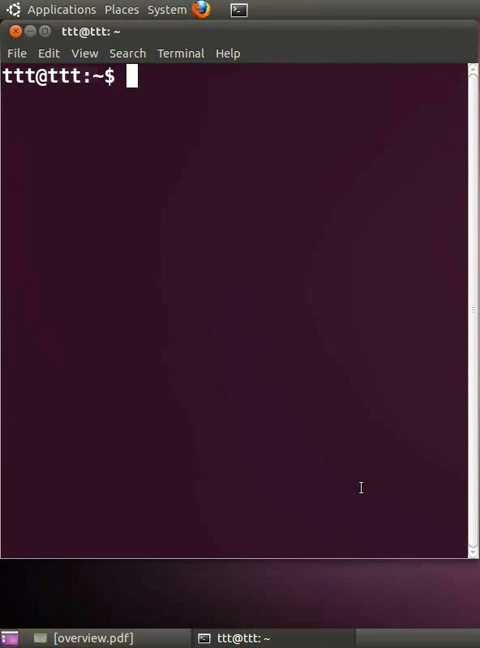 Applications Places System
ttt@ttt: ~
File Edit View Search Terminal Help
ttt@ttt:~$
[overview.pdf]
ttt@ttt: ~